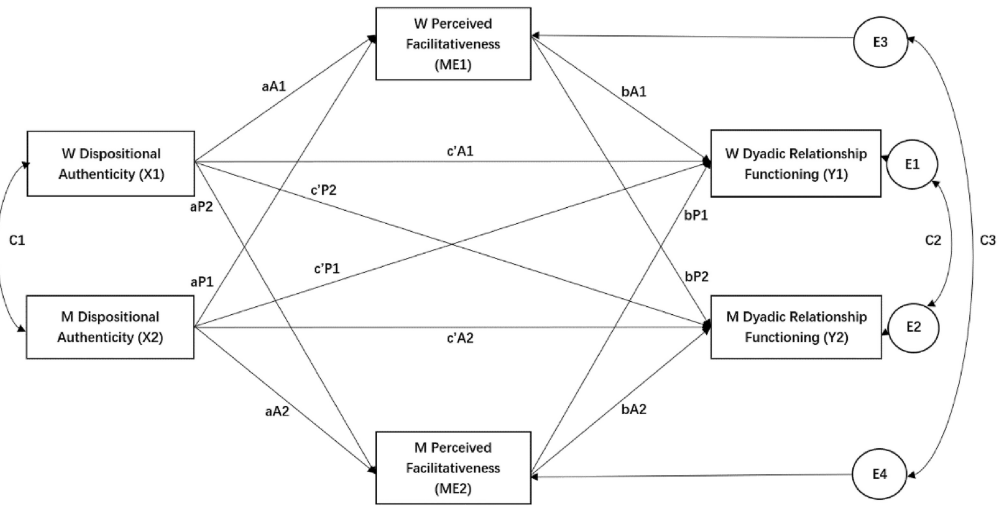 W Perceived
Facilitativeness
(ME1)
E3
aA1
bA1
W Dispositional
Authenticity (X1)
c'A1
W Dyadic Relationship
Functioning (Y1)
E1
aP2
c'P2
bP1
C1
C2
C3
aP1
c'P1
bP2
M Dispositional
Authenticity (X2)
c'A2
M Dyadic Relationship
Functioning (Y2)
E2
aA2
bA2
M Perceived
Facilitativeness
(ME2)
E4